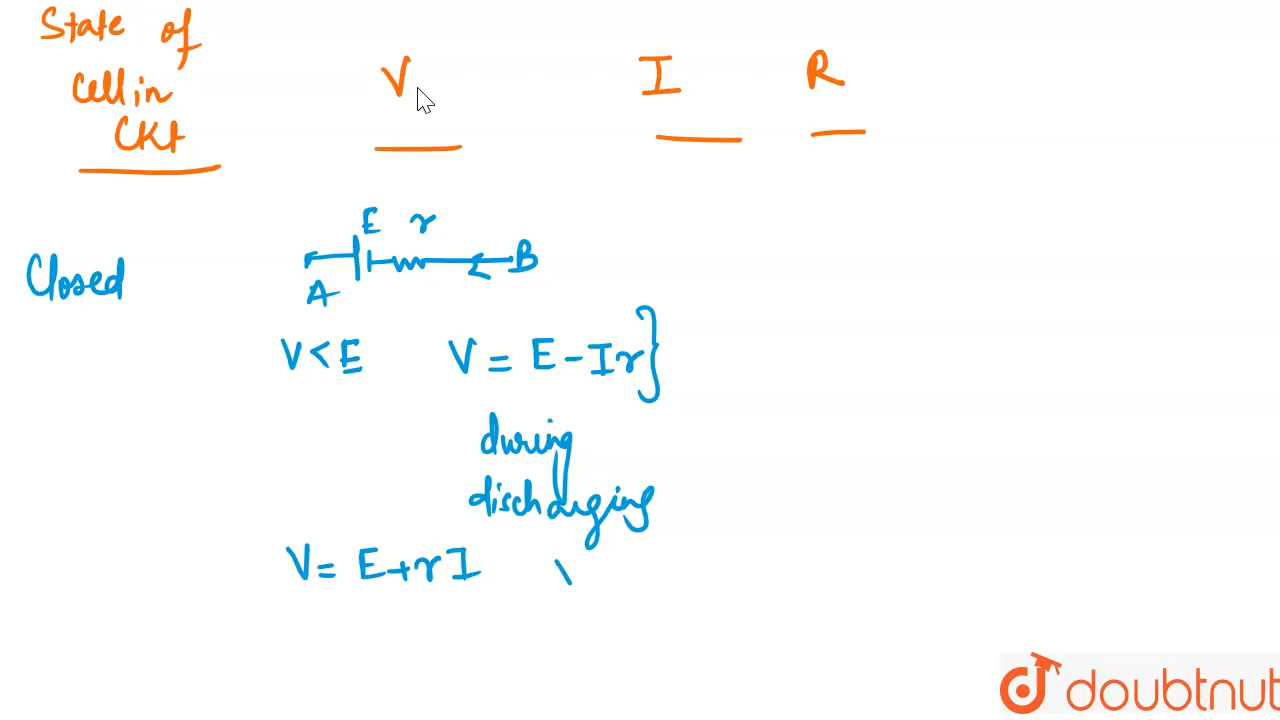 State of
Cell in
CKt
V
I
R
E r
A
B
Closed
V < E
V = E - Ir}
during
discharging
V = E + rI
doubtnut